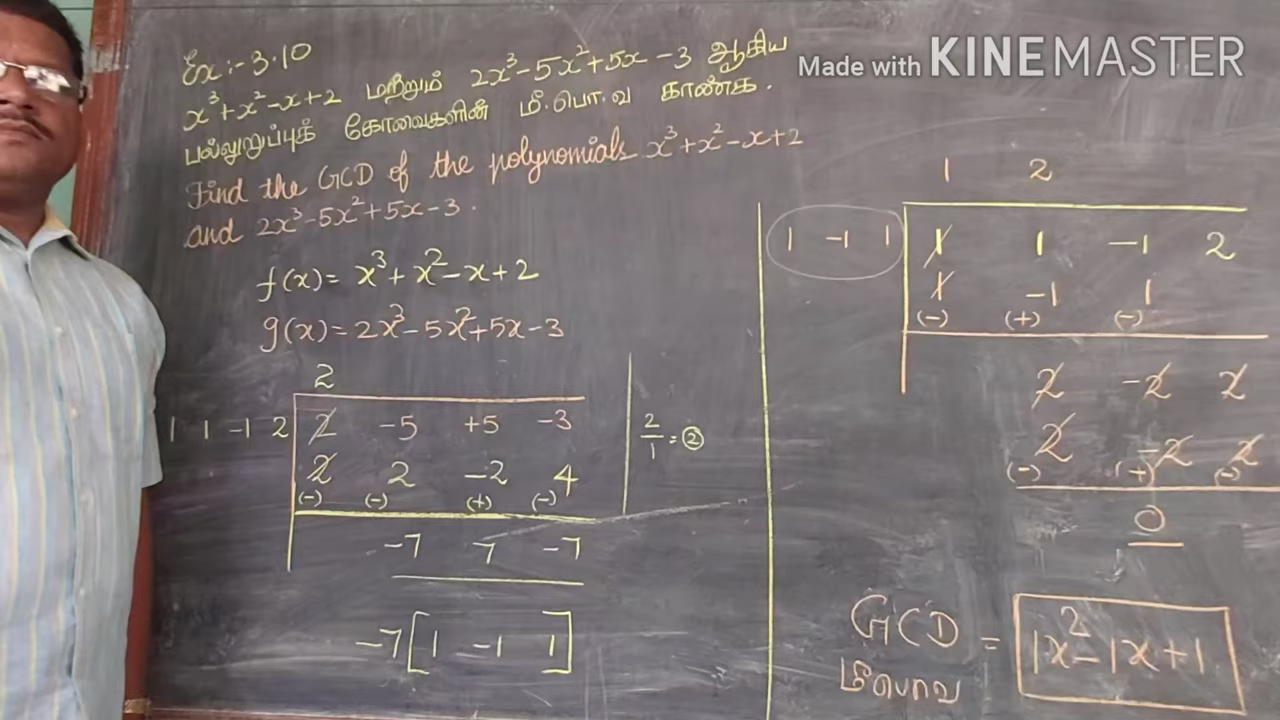 Ex:-3.10
x³+x²-x+2 மற்றும் 2x³-5x²+5x-3 ஆகிய
பல்லுறுப்புக் கோவைகளின் மீ.பொ.வ காண்க.
Find the GCD of the polynomials x³+x²-x+2
and 2x³-5x²+5x-3.
f(x)= x³+x²-x+2
g(x)=2x³-5x²+5x-3
2
1 1 -1 2 2 -5 +5 -3
2 2 -2 4
(-) (-) (+) (-)
-7 7 -7
-7[1 -1 1]
2/1=②
1 2
1 -1 1 1 1 -1 2
1 -1 1
(-) (+) (-)
2 -2 2
2 -2 2
(-) (+) (-)
0
GCD = 1x²-1x+1
மீபொவ
Made with KINEMASTER